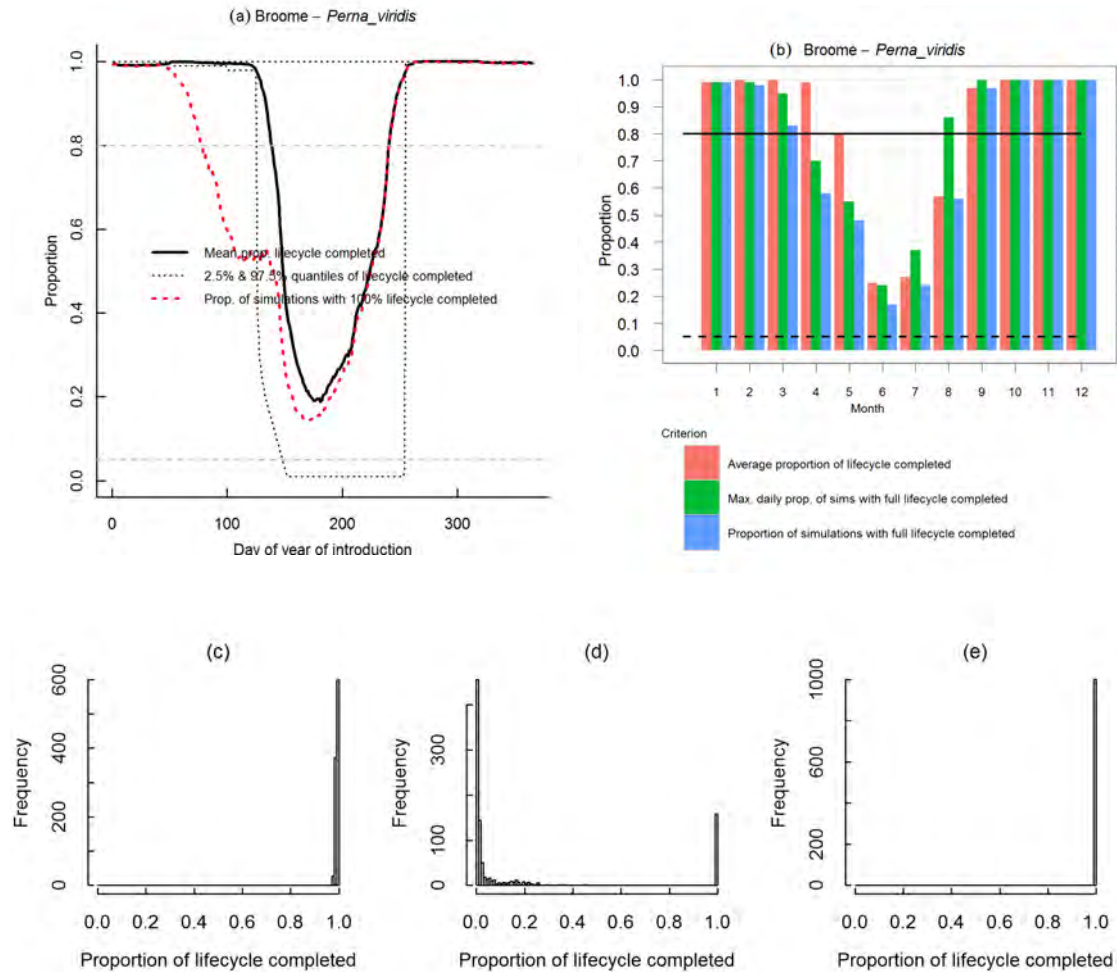 (a) Broome – Perna_viridis
1.0
0.8
0.6
0.4
0.2
0.0
Proportion
Mean prop. lifecycle completed
2.5% & 97.5% quantiles of lifecycle completed
Prop. of simulations with 100% lifecycle completed
0 100 200 300
Day of year of introduction
(b) Broome – Perna_viridis
1.0
0.9
0.8
0.7
0.6
0.5
0.4
0.3
0.2
0.1
0.0
Proportion
1 2 3 4 5 6 7 8 9 10 11 12
Month
Criterion
Average proportion of lifecycle completed
Max. daily prop. of sims with full lifecycle completed
Proportion of simulations with full lifecycle completed
(c)
600
400
200
0
Frequency
0.0 0.2 0.4 0.6 0.8 1.0
Proportion of lifecycle completed
(d)
300
100
0
Frequency
0.0 0.2 0.4 0.6 0.8 1.0
Proportion of lifecycle completed
(e)
1000
600
400
200
0
Frequency
0.0 0.2 0.4 0.6 0.8 1.0
Proportion of lifecycle completed